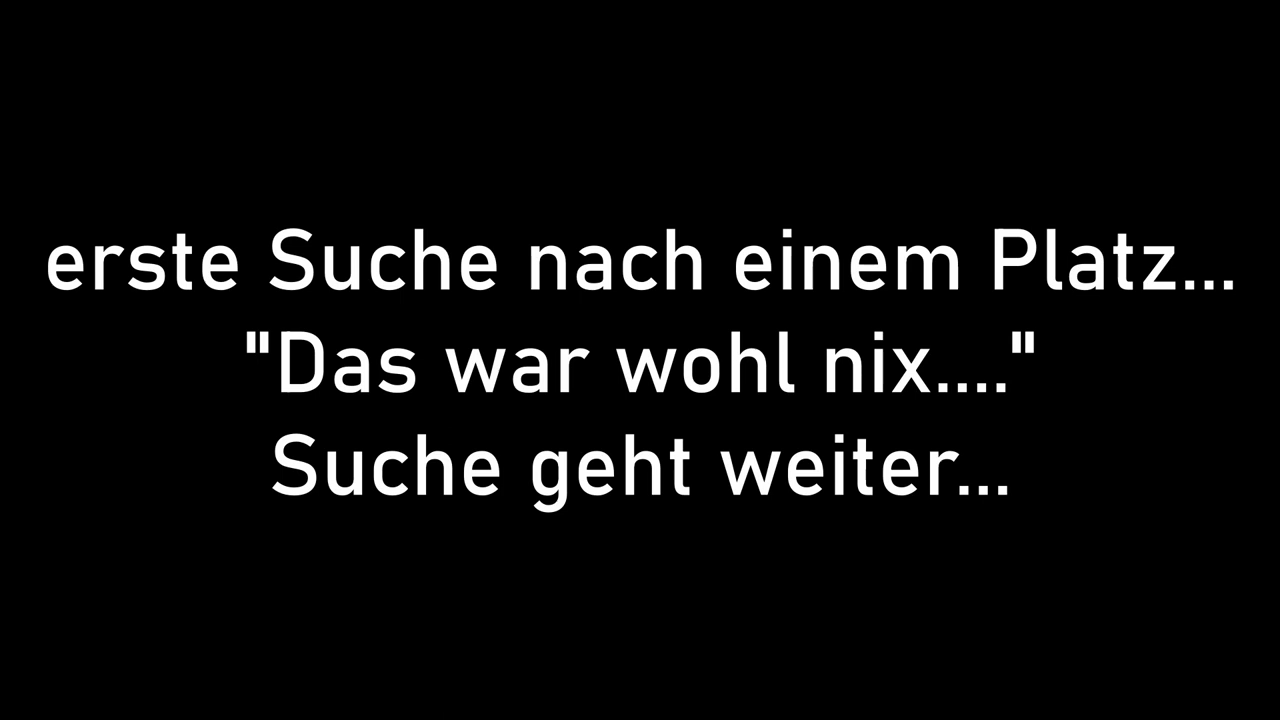 erste Suche nach einem Platz...
"Das war wohl nix...."
Suche geht weiter...